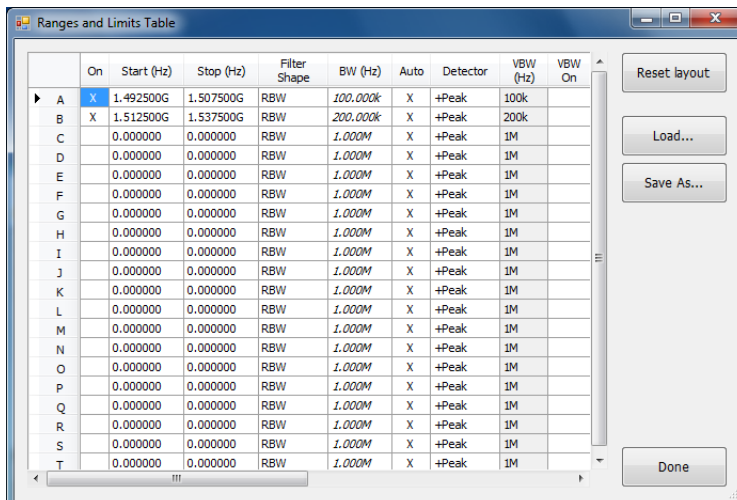 Ranges and Limits Table
On Start (Hz) Stop (Hz) Filter Shape BW (Hz) Auto Detector VBW (Hz) VBW On
A X 1.492500G 1.507500G RBW 100.000k X +Peak 100k
B X 1.512500G 1.537500G RBW 200.000k X +Peak 200k
C 0.000000 0.000000 RBW 1.000M X +Peak 1M
D 0.000000 0.000000 RBW 1.000M X +Peak 1M
E 0.000000 0.000000 RBW 1.000M X +Peak 1M
F 0.000000 0.000000 RBW 1.000M X +Peak 1M
G 0.000000 0.000000 RBW 1.000M X +Peak 1M
H 0.000000 0.000000 RBW 1.000M X +Peak 1M
I 0.000000 0.000000 RBW 1.000M X +Peak 1M
J 0.000000 0.000000 RBW 1.000M X +Peak 1M
K 0.000000 0.000000 RBW 1.000M X +Peak 1M
L 0.000000 0.000000 RBW 1.000M X +Peak 1M
M 0.000000 0.000000 RBW 1.000M X +Peak 1M
N 0.000000 0.000000 RBW 1.000M X +Peak 1M
O 0.000000 0.000000 RBW 1.000M X +Peak 1M
P 0.000000 0.000000 RBW 1.000M X +Peak 1M
Q 0.000000 0.000000 RBW 1.000M X +Peak 1M
R 0.000000 0.000000 RBW 1.000M X +Peak 1M
S 0.000000 0.000000 RBW 1.000M X +Peak 1M
T 0.000000 0.000000 RBW 1.000M X +Peak 1M
Reset layout
Load...
Save As...
Done